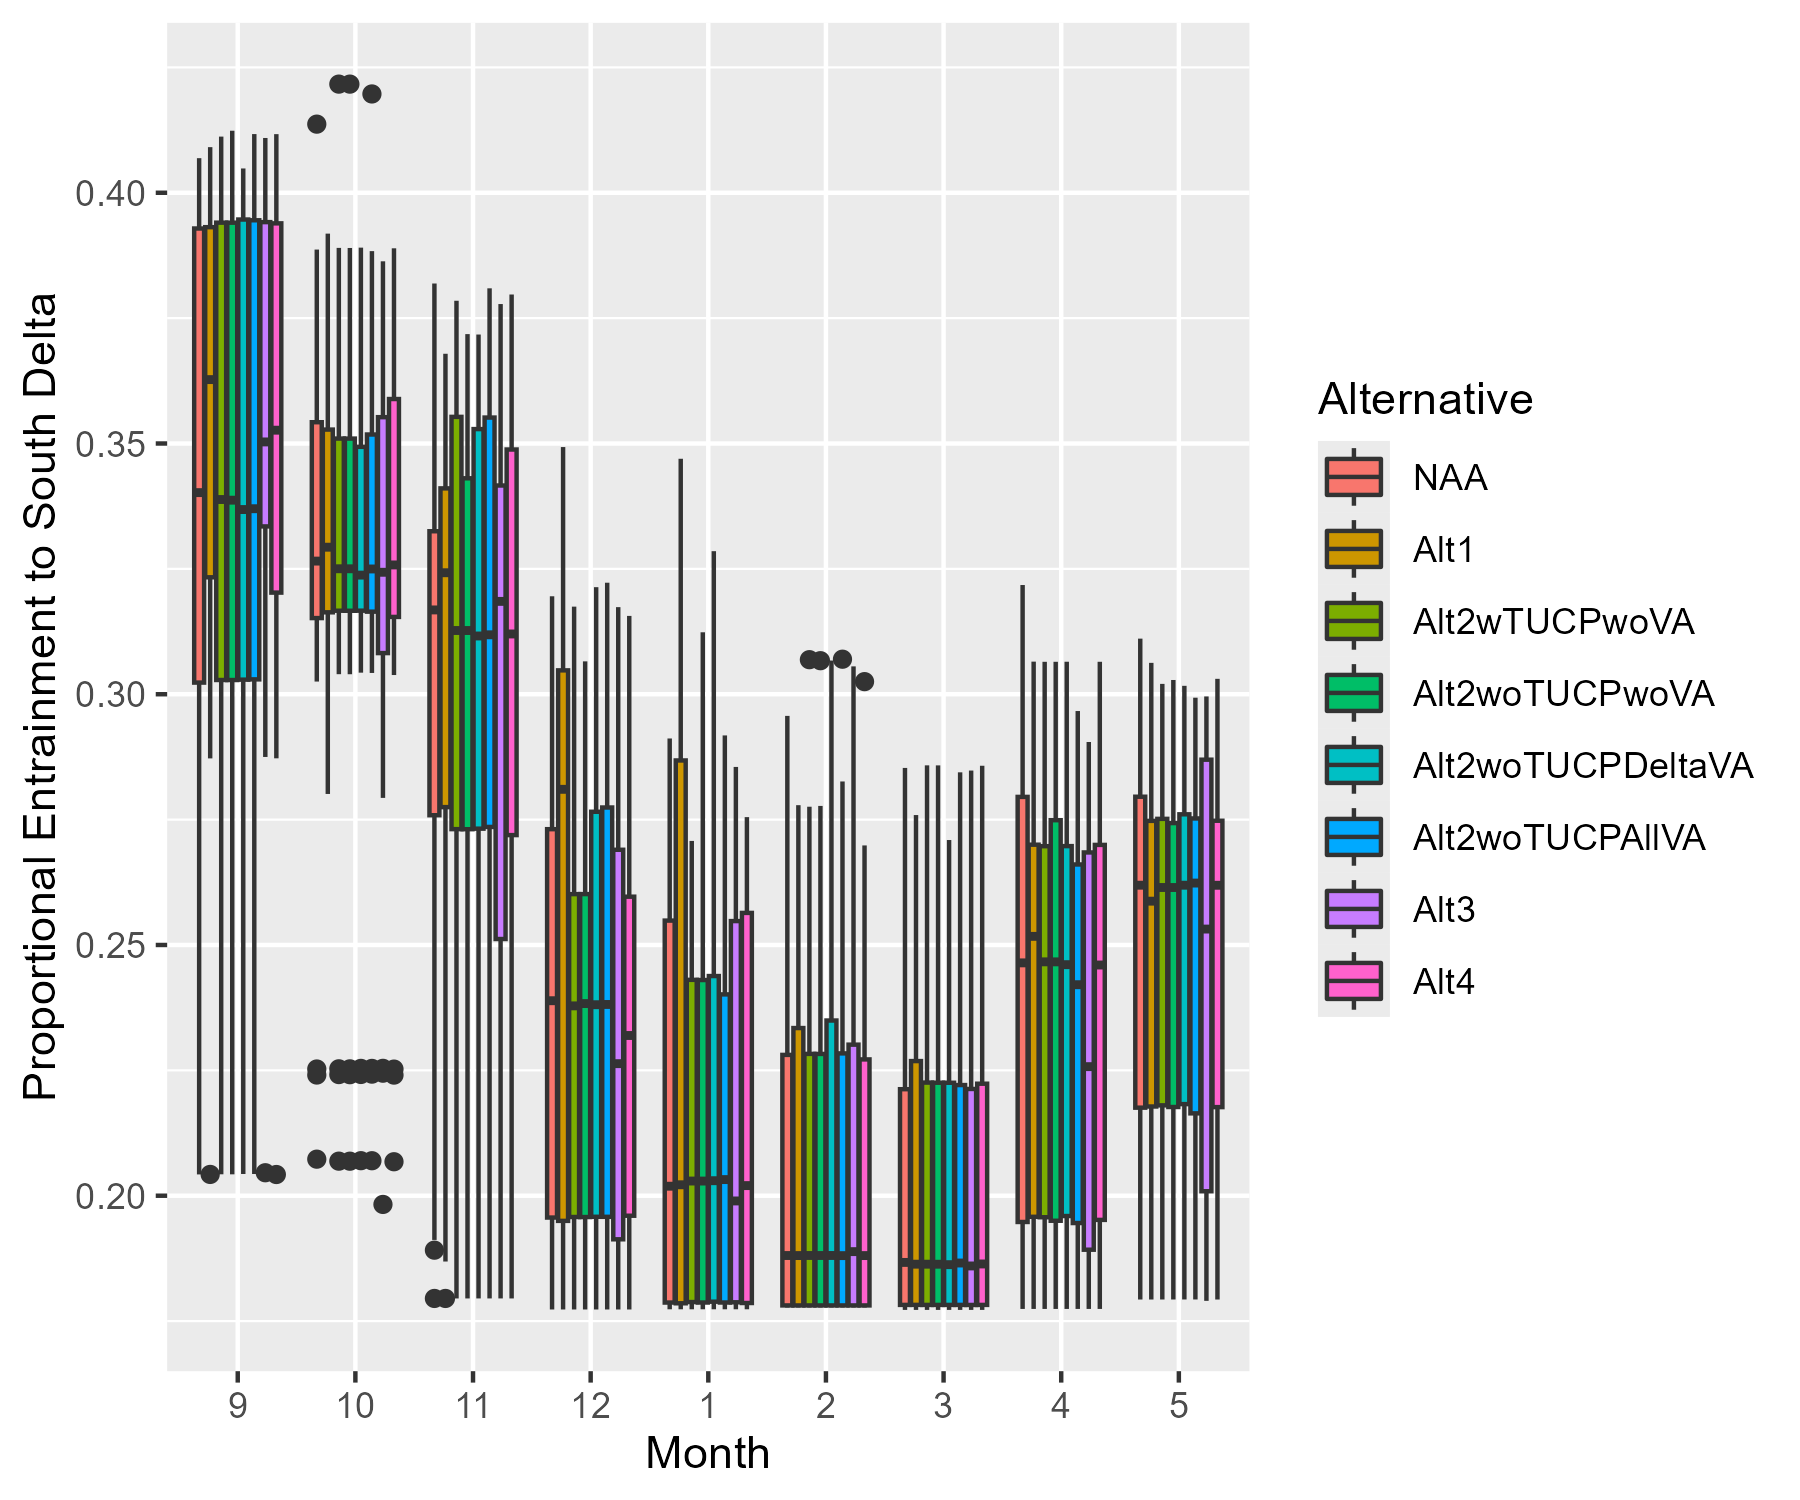 Proportional Entrainment to South Delta
0.40
0.35
0.30
0.25
0.20
9 10 11 12 1 2 3 4 5
Month
Alternative
NAA
Alt1
Alt2wTUCPwoVA
Alt2woTUCPwoVA
Alt2woTUCPDeltaVA
Alt2woTUCPAllVA
Alt3
Alt4